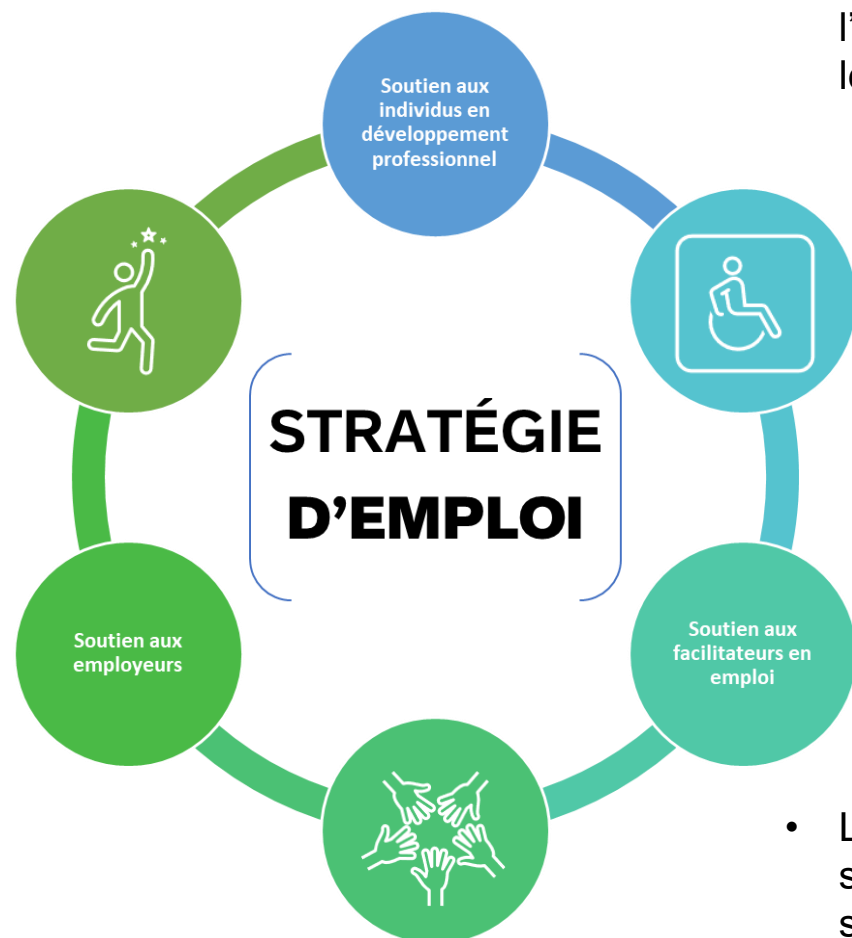 Soutien aux
individus en
développement
professionnel
STRATÉGIE
D'EMPLOI
Soutien aux
employeurs
Soutien aux
facilitateurs en
emploi